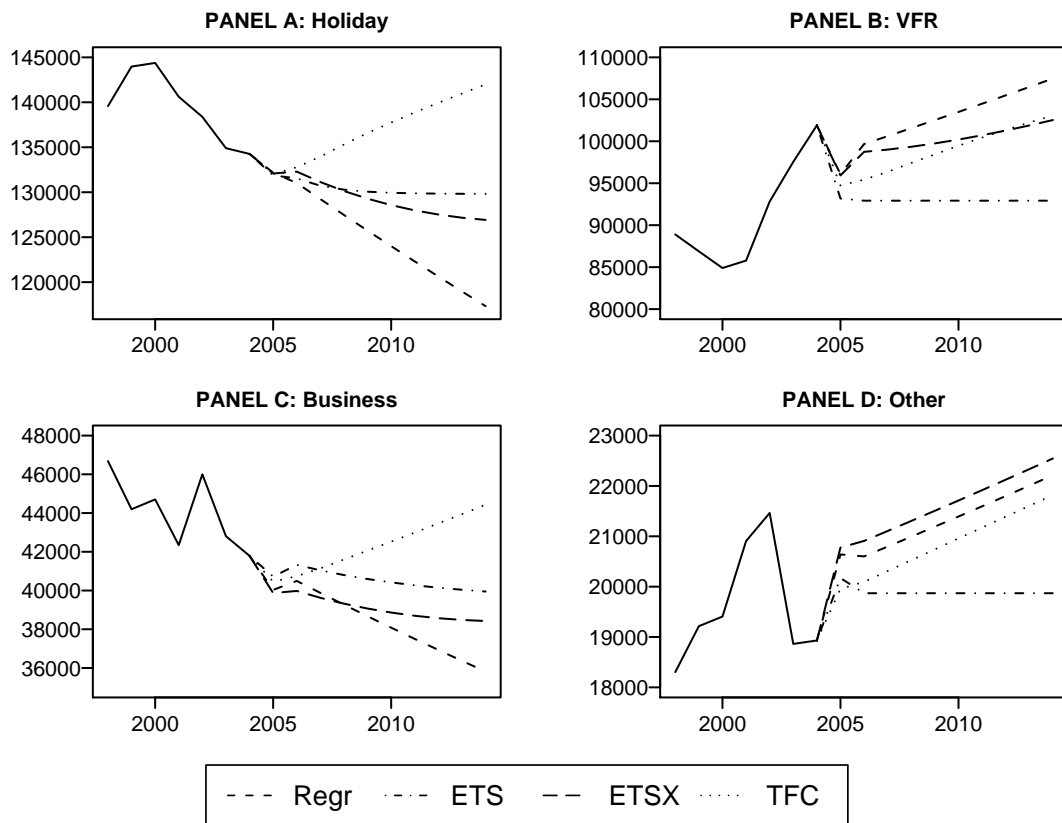 PANEL A: Holiday
145000
140000
135000
130000
125000
120000
2000 2005 2010
PANEL B: VFR
110000
105000
100000
95000
90000
85000
80000
2000 2005 2010
PANEL C: Business
48000
46000
44000
42000
40000
38000
36000
2000 2005 2010
PANEL D: Other
23000
22000
21000
20000
19000
18000
2000 2005 2010
Regr ETS ETSX TFC